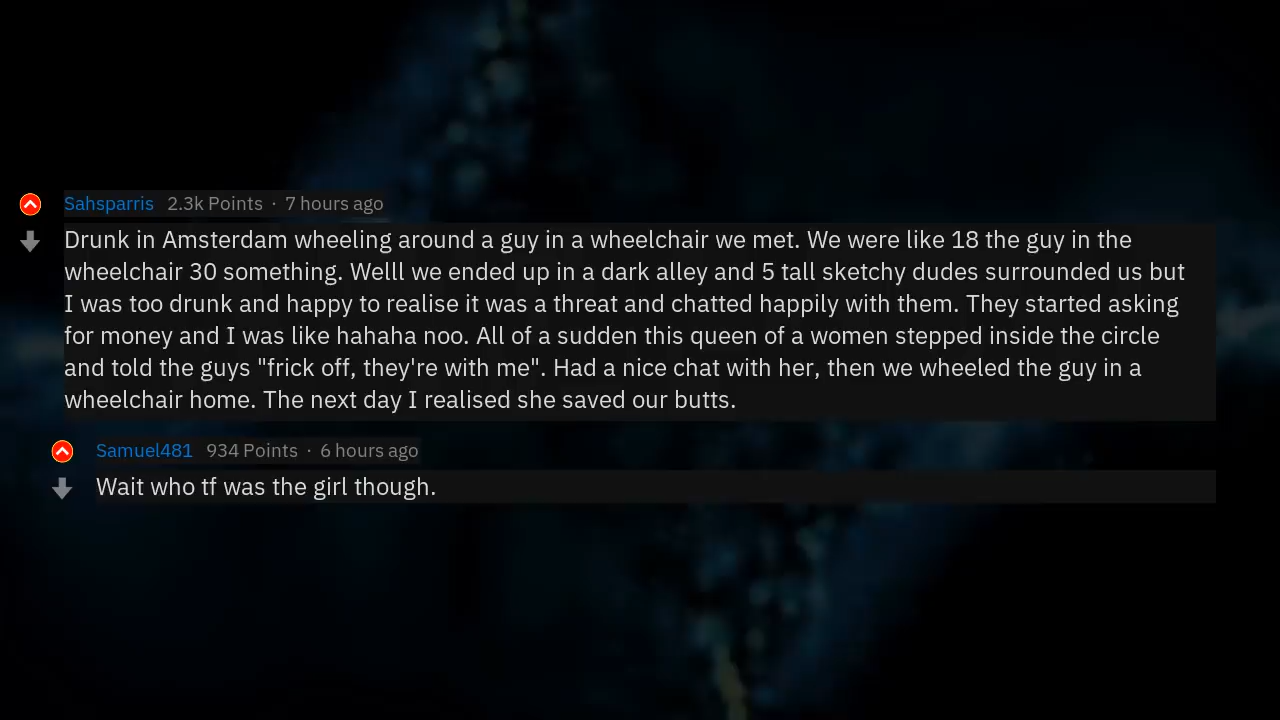 Sahsparris 2.3k Points · 7 hours ago
Drunk in Amsterdam wheeling around a guy in a wheelchair we met. We were like 18 the guy in the
wheelchair 30 something. Welll we ended up in a dark alley and 5 tall sketchy dudes surrounded us but
I was too drunk and happy to realise it was a threat and chatted happily with them. They started asking
for money and I was like hahaha noo. All of a sudden this queen of a women stepped inside the circle
and told the guys "frick off, they're with me". Had a nice chat with her, then we wheeled the guy in a
wheelchair home. The next day I realised she saved our butts.
Samuel481 934 Points · 6 hours ago
Wait who tf was the girl though.